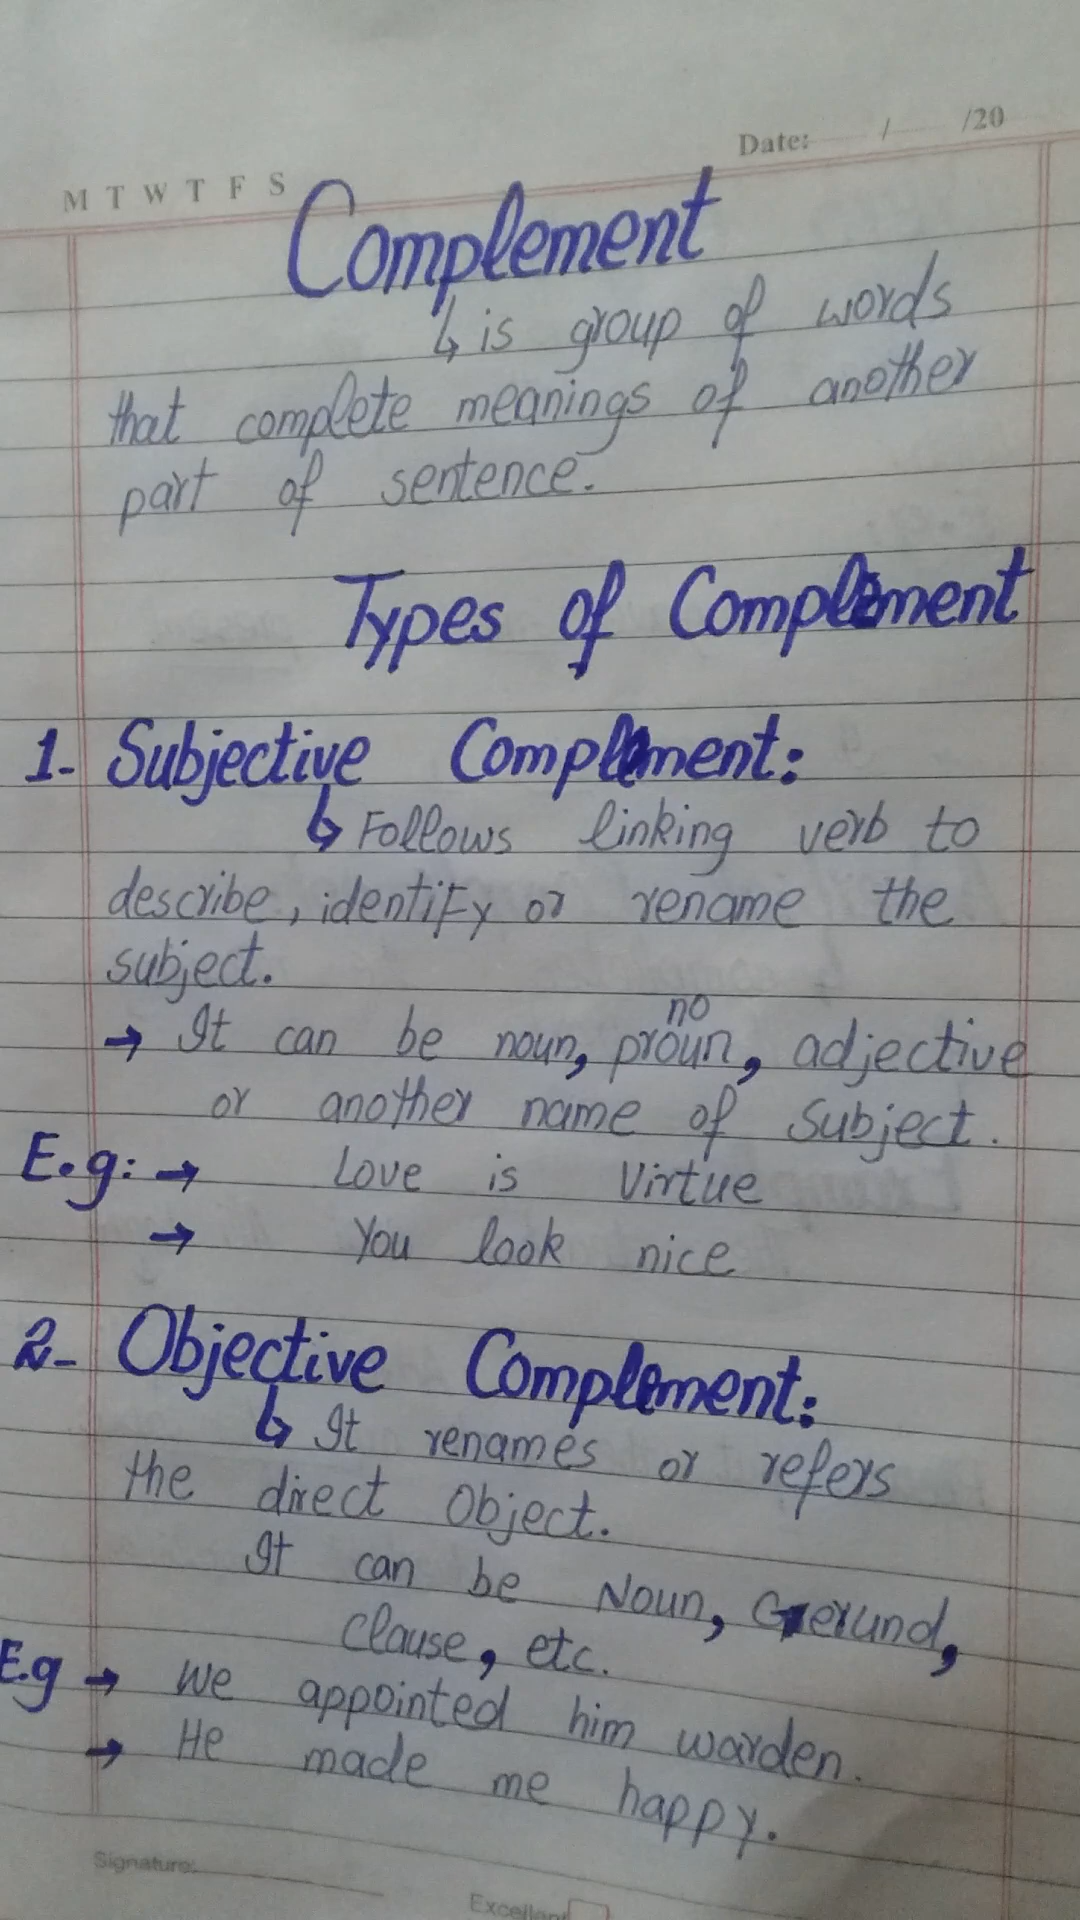 Date: / /20
M T W T F S
Complement
↳ is group of words
that complete meanings of another
part of sentence.
Types of Complement
1- Subjective Complement:
↳ Follows linking verb to
describe, identify or rename the
subject.
no
→ It can be noun, proun, adjective
or another name of Subject.
E.g: → Love is Virtue
→ You look nice
2- Objective Complement:
↳ It renames or refers
the direct Object.
It can be Noun, Gerund,
Clause, etc.
E.g → We appointed him warden.
→ He made me happy.
Signature:
Excellent